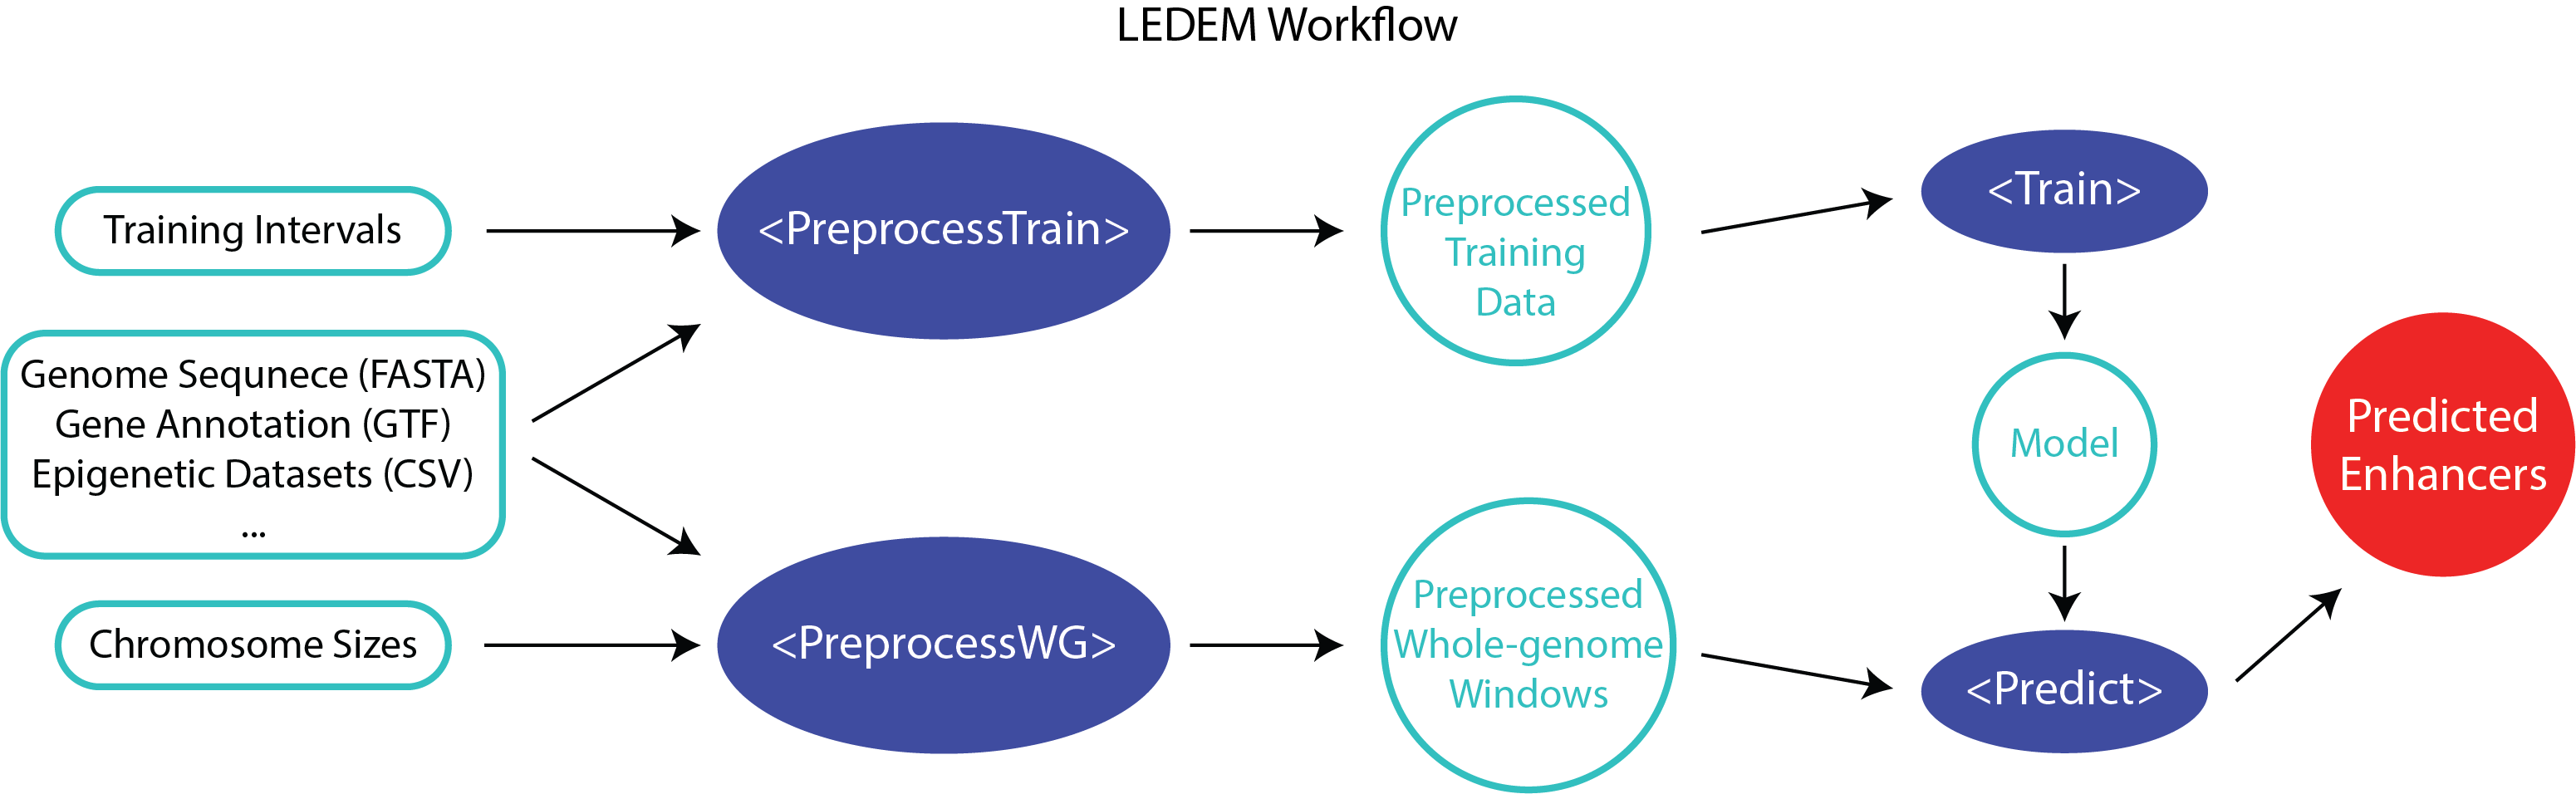 LEDEM Workflow
Training Intervals
Genome Sequnece (FASTA)
Gene Annotation (GTF)
Epigenetic Datasets (CSV)
...
Chromosome Sizes
<PreprocessTrain>
<PreprocessWG>
Preprocessed
Training
Data
Preprocessed
Whole-genome
Windows
<Train>
Model
<Predict>
Predicted
Enhancers